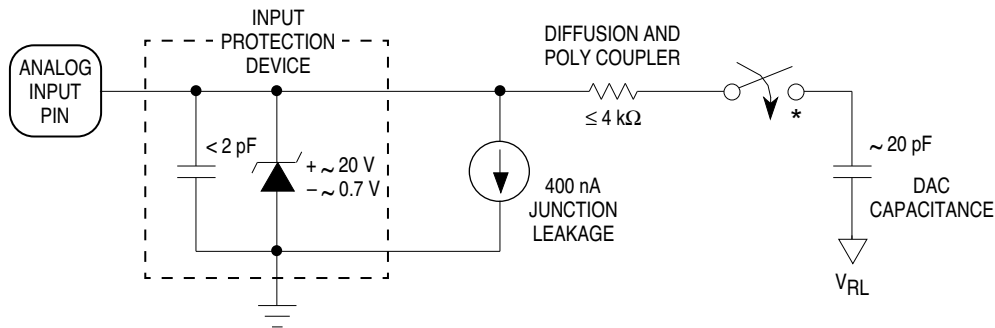 INPUT
PROTECTION
DEVICE
ANALOG
INPUT
PIN
< 2 pF
+ ~ 20 V
– ~ 0.7 V
400 nA
JUNCTION
LEAKAGE
DIFFUSION AND
POLY COUPLER
≤ 4 kΩ
*
~ 20 pF
DAC
CAPACITANCE
VRL